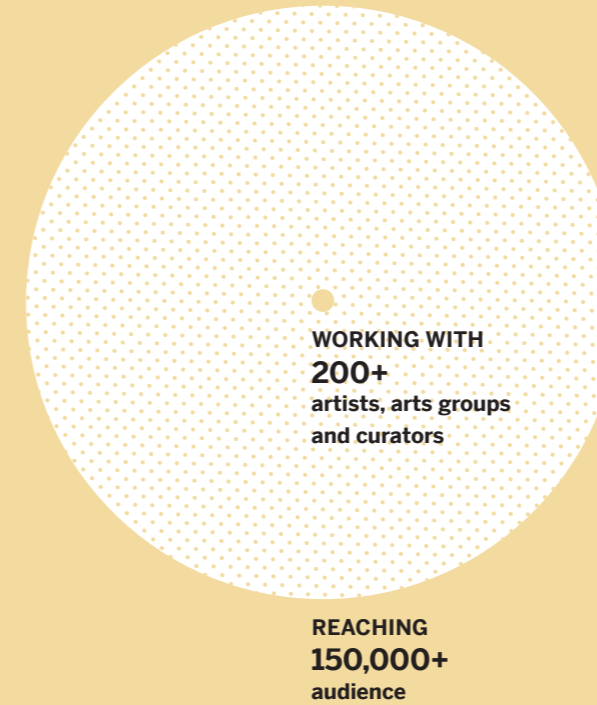 WORKING WITH
200+
artists, arts groups
and curators
REACHING
150,000+
audience